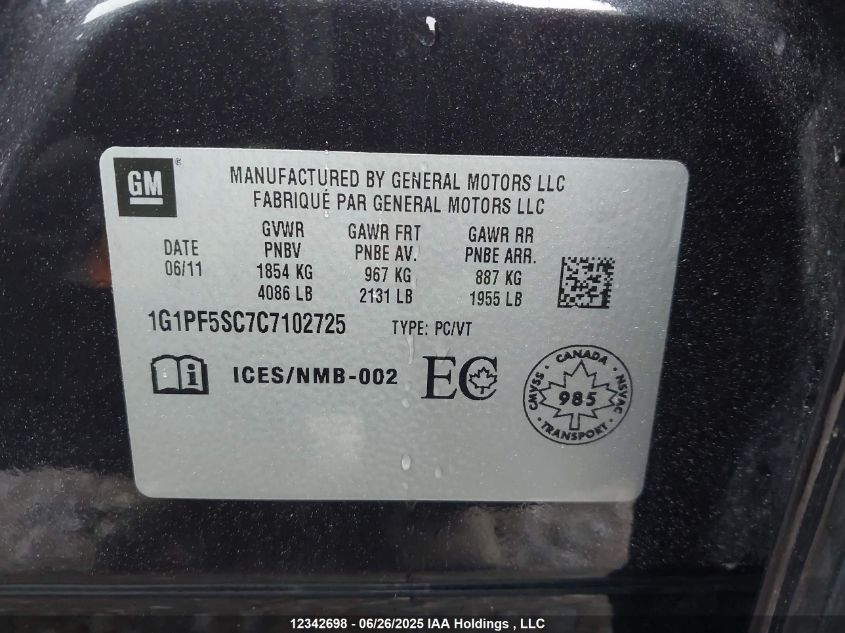 GM ®
MANUFACTURED BY GENERAL MOTORS LLC
FABRIQUÉ PAR GENERAL MOTORS LLC
DATE
06/11
GVWR
PNBV
1854 KG
4086 LB
GAWR FRT
PNBE AV.
967 KG
2131 LB
GAWR RR
PNBE ARR.
887 KG
1955 LB
1G1PF5SC7C7102725 TYPE: PC/VT
i ICES/NMB-002 EC
CANADA
CMVSS 985 NSVAC
TRANSPORT
12342698 - 06/26/2025 IAA Holdings , LLC